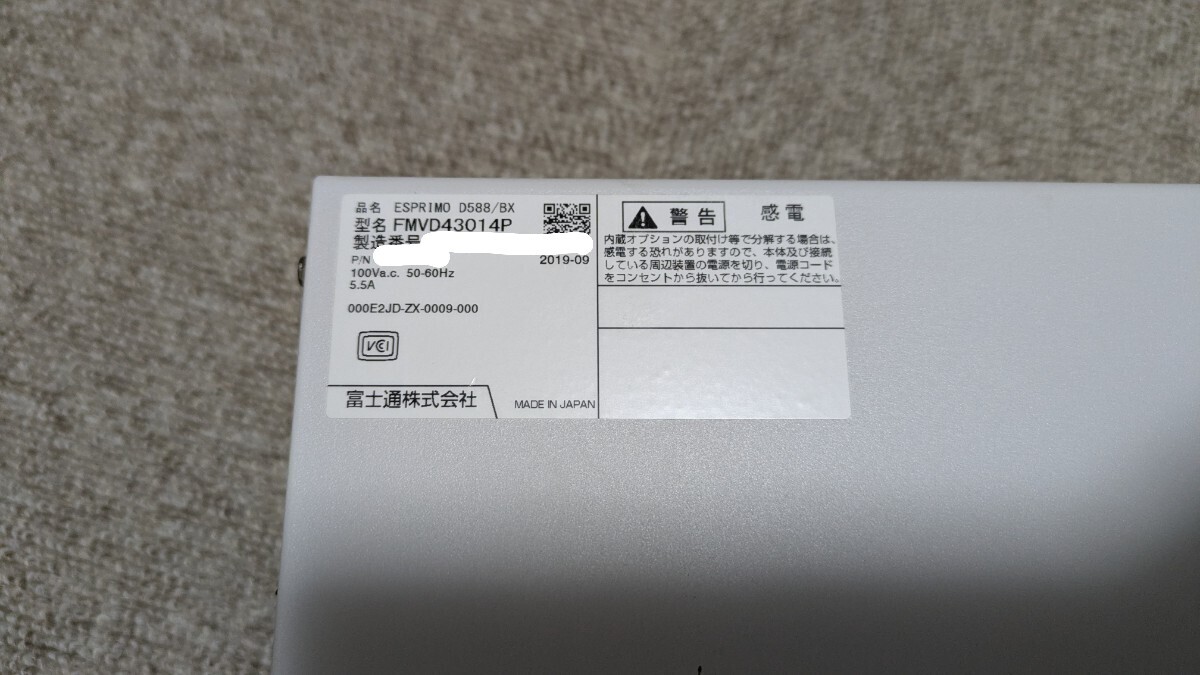 品名 ESPRIMO D588/BX
型名 FMVD43014P
製造番号
P/N
2019-09
100Va.c. 50-60Hz
5.5A
000E2JD-ZX-0009-000
VCCI
富士通株式会社
MADE IN JAPAN
警告 感電
内蔵オプションの取付け等で分解する場合は、
感電する恐れがありますので、本体及び接続
している周辺装置の電源を切り、電源コード
をコンセントから抜いてから行ってください。